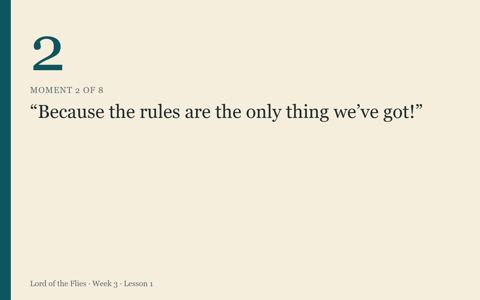 2
MOMENT 2 OF 8
“Because the rules are the only thing we’ve got!”
Lord of the Flies · Week 3 · Lesson 1